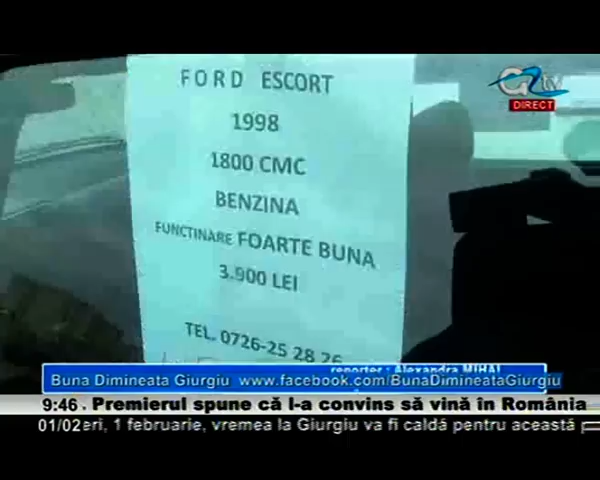 FORD ESCORT
1998
1800 CMC
BENZINA
FUNCTINARE FOARTE BUNA
3.900 LEI
TEL. 0726-25 28 26
G2tv
DIRECT
reporter : Alexandra MIHAI
Buna Dimineata Giurgiu www.facebook.com/BunaDimineataGiurgiu
9:46 . Premierul spune că l-a convins să vină în România
01/02 eri, 1 februarie, vremea la Giurgiu va fi caldă pentru această